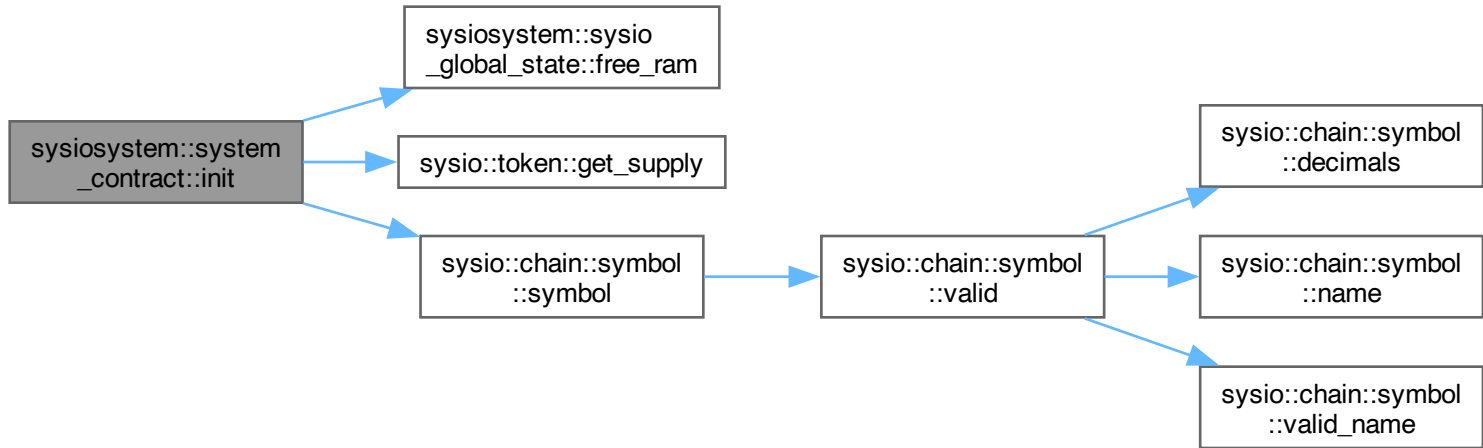 sysiosystem::system
_contract::init
sysiosystem::sysio
_global_state::free_ram
sysio::token::get_supply
sysio::chain::symbol
::symbol
sysio::chain::symbol
::valid
sysio::chain::symbol
::decimals
sysio::chain::symbol
::name
sysio::chain::symbol
::valid_name